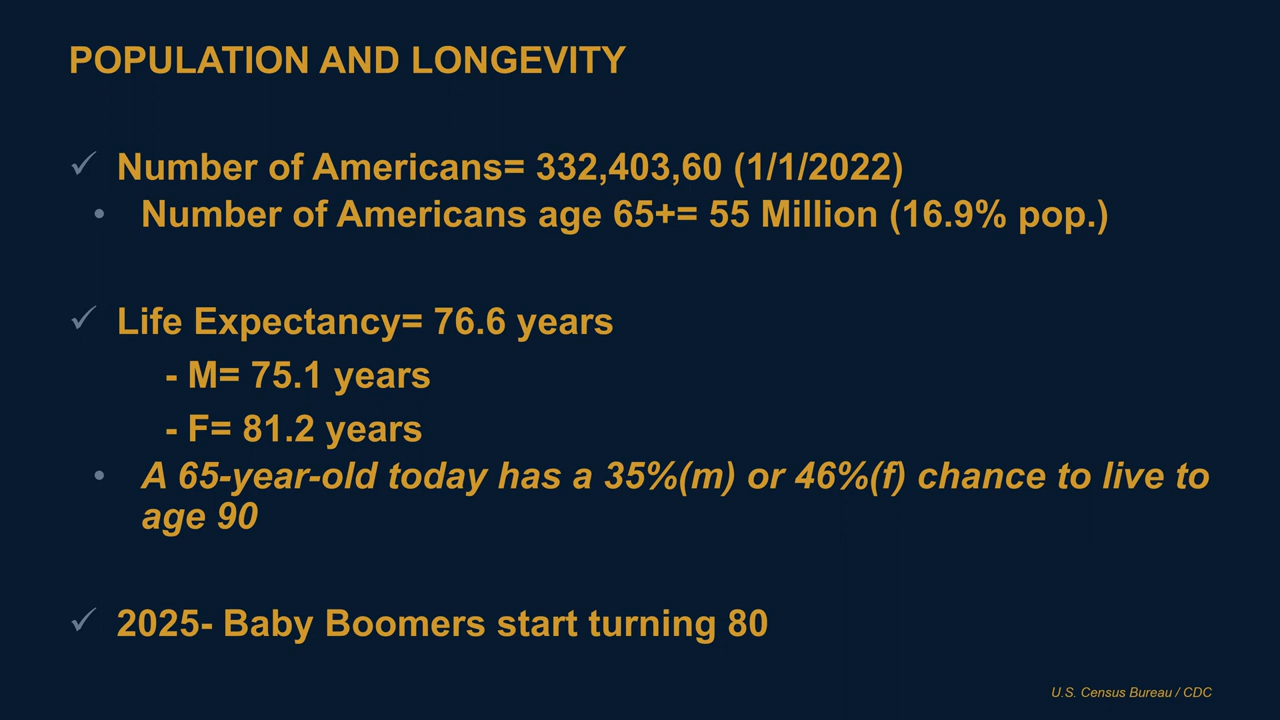 POPULATION AND LONGEVITY
✓ Number of Americans= 332,403,60 (1/1/2022)
• Number of Americans age 65+= 55 Million (16.9% pop.)
✓ Life Expectancy= 76.6 years
- M= 75.1 years
- F= 81.2 years
• A 65-year-old today has a 35%(m) or 46%(f) chance to live to
age 90
✓ 2025- Baby Boomers start turning 80
U.S. Census Bureau / CDC